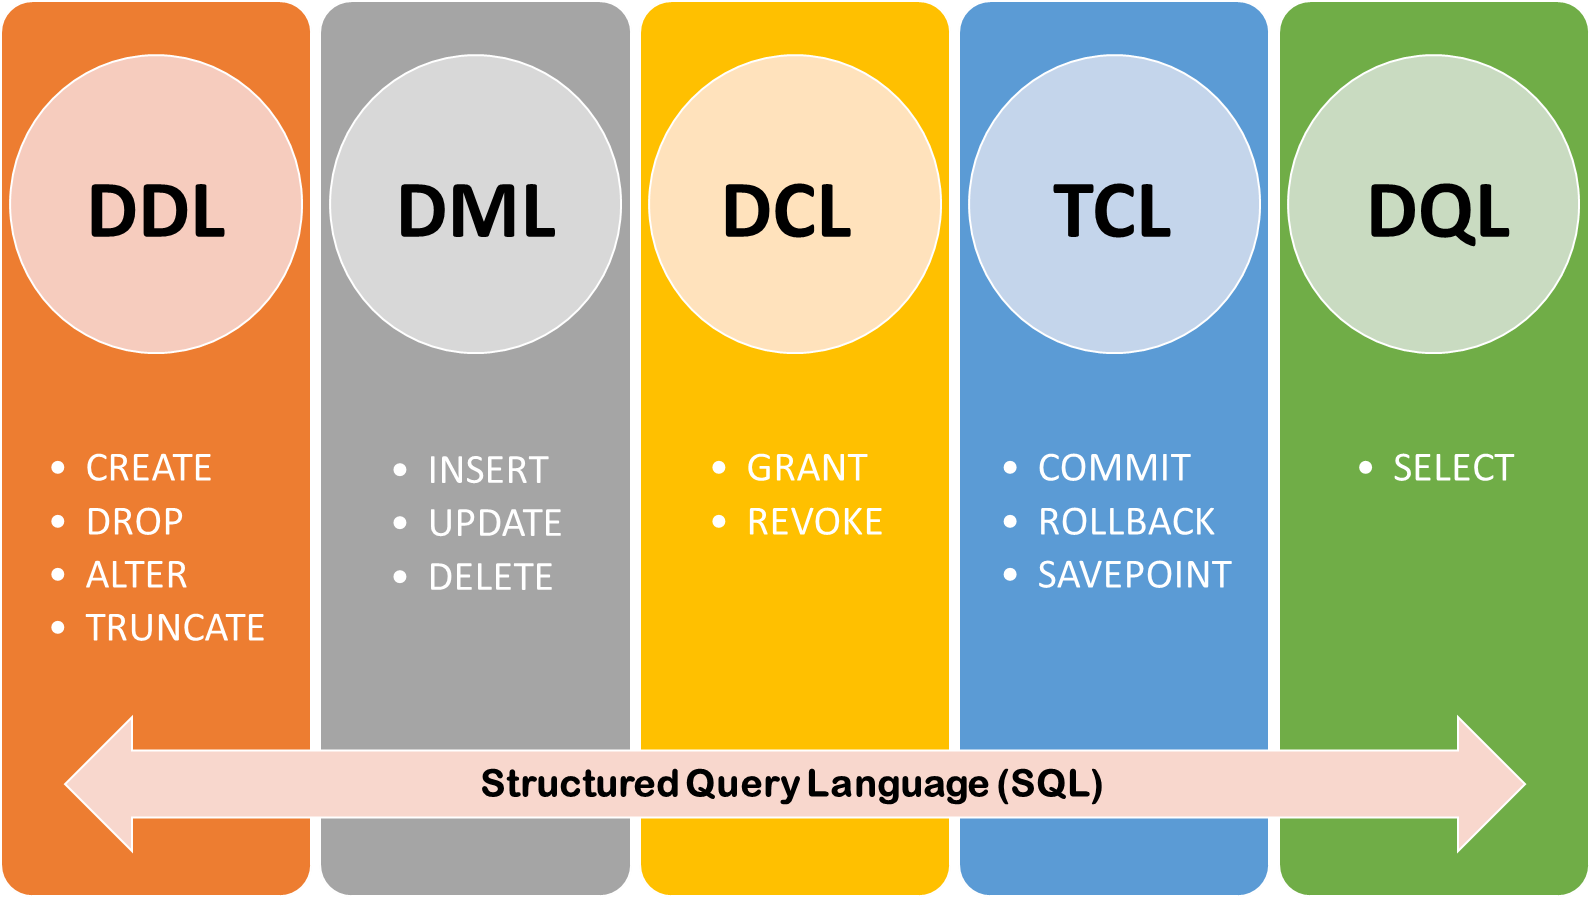 DDL
CREATE
DROP
ALTER
TRUNCATE
DML
INSERT
UPDATE
DELETE
DCL
GRANT
REVOKE
TCL
COMMIT
ROLLBACK
SAVEPOINT
DQL
SELECT
Structured Query Language (SQL)